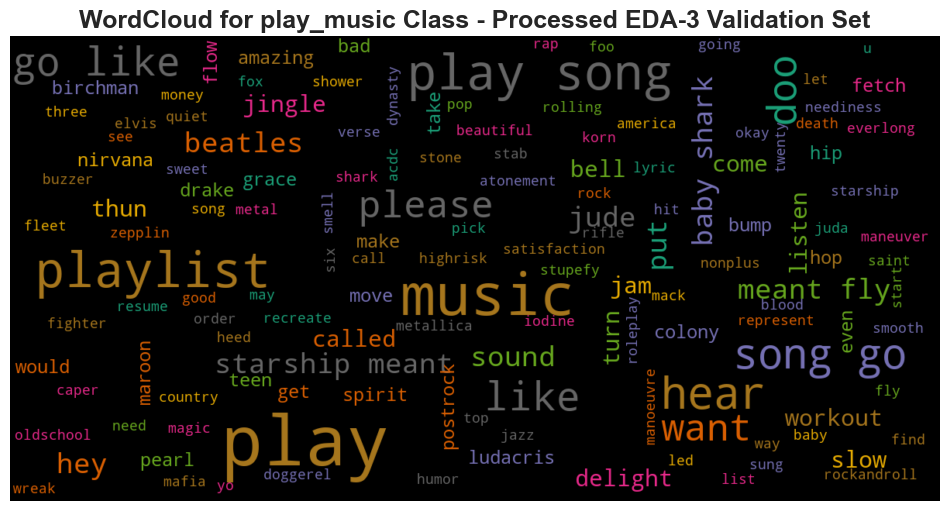 WordCloud for play_music Class - Processed EDA-3 Validation Set
go like
flow
amazing
bad
rap
foo
going
u
play song
doo
birchman
fox
shower
dynasty
let
fetch
three
money
jingle
take
pop
rolling
baby shark
neediness
elvis
quiet
verse
beautiful
america
okay
death
everlong
see
beatles
korn
twenty
nirvana
sweet
acdc
stone
stab
bell
lyric
come
hip
buzzer
drake
grace
shark
atonement
starship
thun
song
metal
smell
please
rock
jude
hit
put
bump
listen
juda
fleet
zepplin
pick
rifle
maneuver
make
satisfaction
hop
six
call
highrisk
stupefy
nonplus
saint
playlist
music
jam
mack
meant fly
start
resume
good
may
move
blood
fighter
order
recreate
metallica
iodine
turn
roleplay
colony
represent
even
smooth
heed
called
would
maroon
starship meant
sound
song go
teen
caper
country
get
spirit
postrock
like
hear
fly
oldschool
need
magic
play
top
jazz
manoeuvre
want
workout
way
baby
find
hey
pearl
ludacris
led
sung
slow
mafia
doggerel
humor
delight
list
rockandroll
wreak
yo